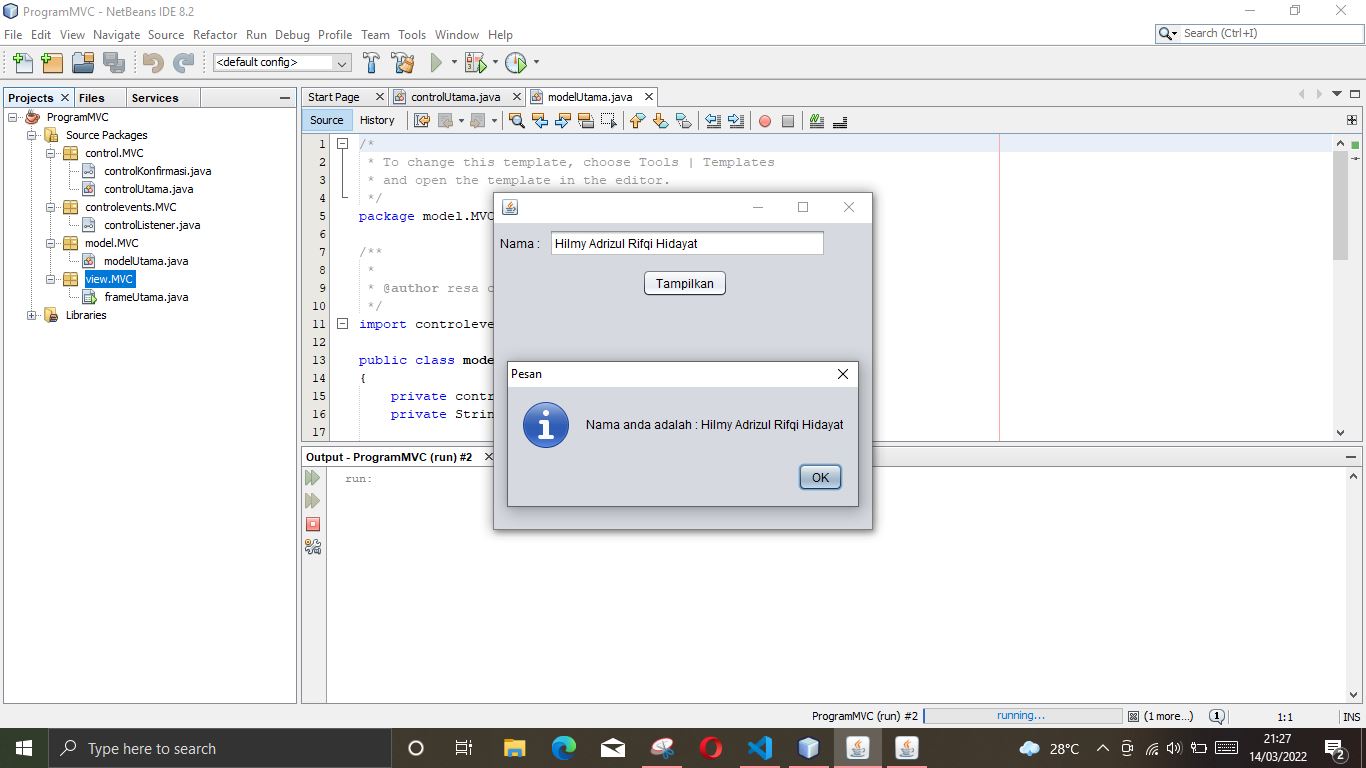 ProgramMVC - NetBeans IDE 8.2
File Edit View Navigate Source Refactor Run Debug Profile Team Tools Window Help
Search (Ctrl+I)
<default config>
Projects Files Services
ProgramMVC
Source Packages
control.MVC
controlKonfirmasi.java
controlUtama.java
controlevents.MVC
controlListener.java
model.MVC
modelUtama.java
view.MVC
frameUtama.java
Libraries
Start Page controlUtama.java modelUtama.java
Source History
1 /*
2 * To change this template, choose Tools | Templates
3 * and open the template in the editor.
4 */
5 package model.MVC
6
7 /**
8 *
9 * @author resa
10 */
11 import controleve
12
13 public class mode
14 {
15 private contr
16 private Strin
17
Nama :
Hilmy Adrizul Rifqi Hidayat
Tampilkan
Pesan
Nama anda adalah : Hilmy Adrizul Rifqi Hidayat
OK
Output - ProgramMVC (run) #2
run:
ProgramMVC (run) #2
running...
(1 more...)
1
1:1
INS
Type here to search
28°C
21:27
14/03/2022
2